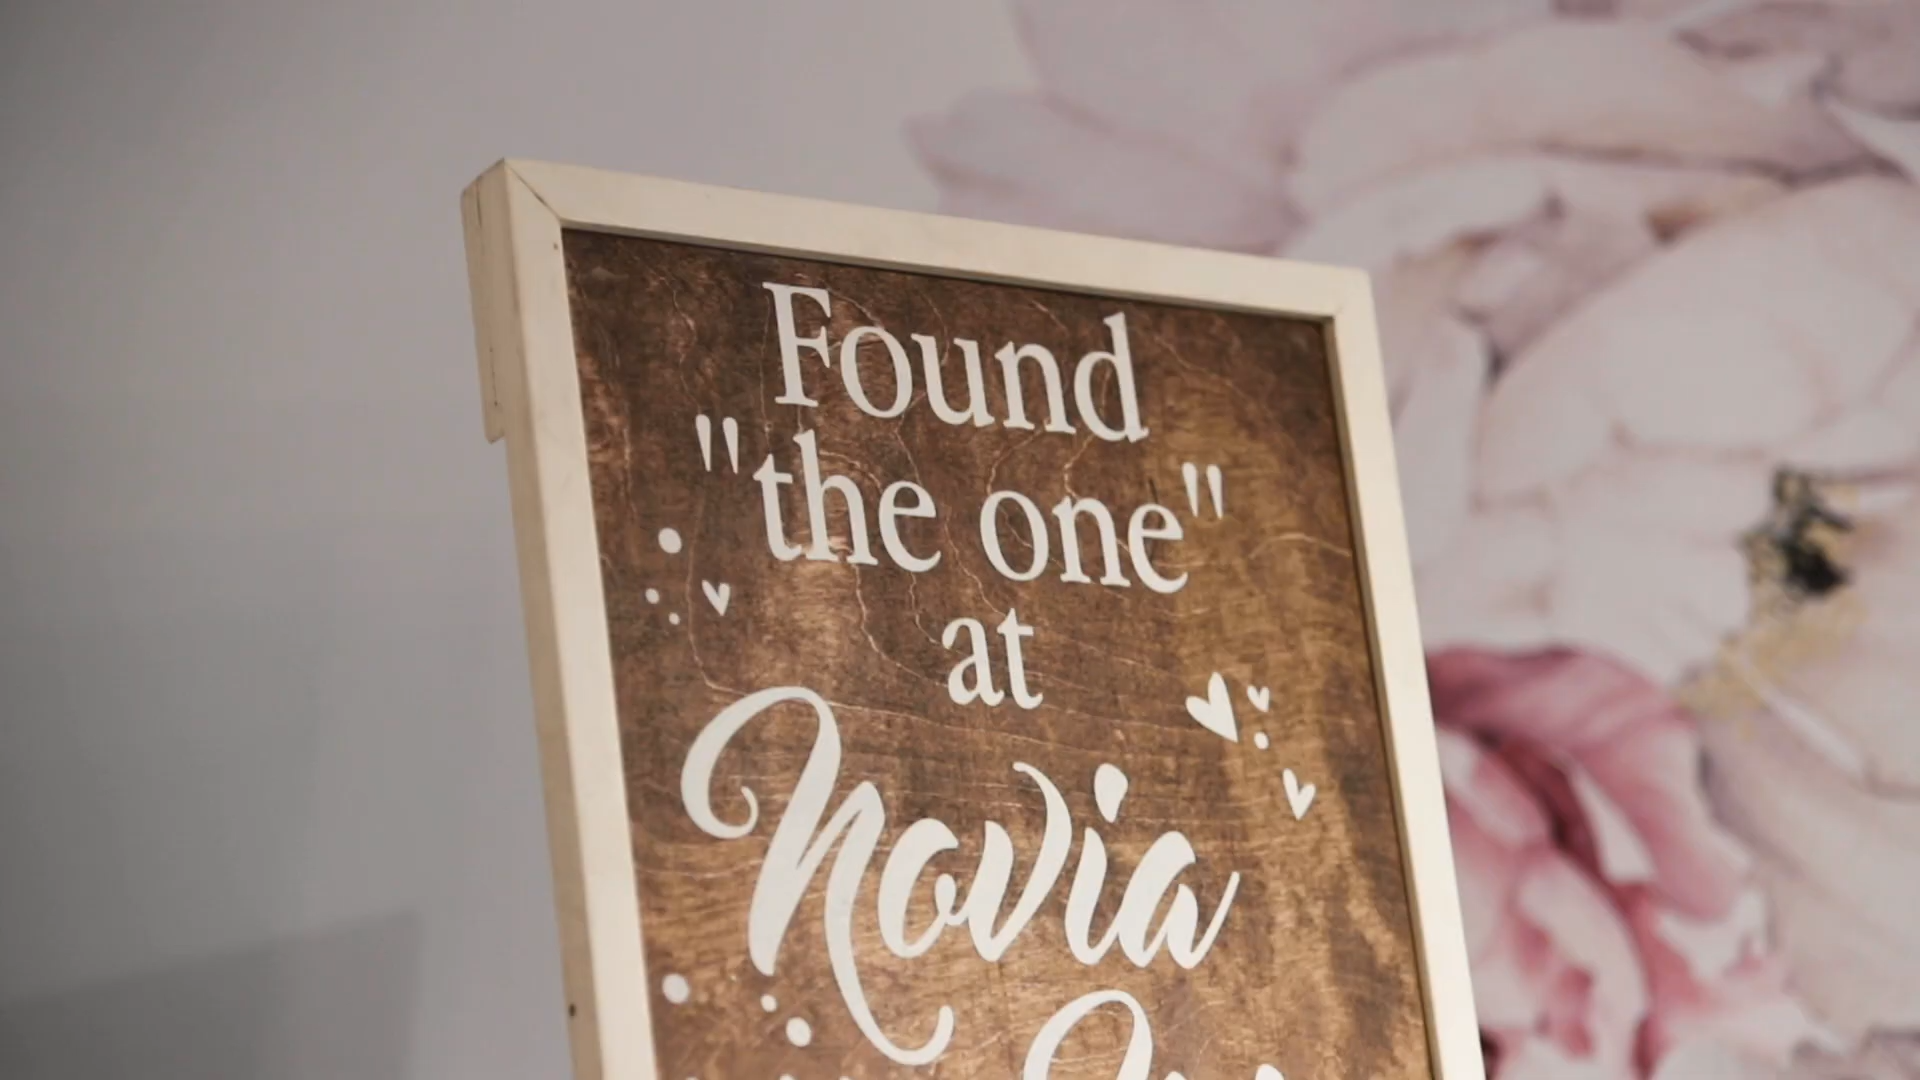 Found
"the one"
at
Novia